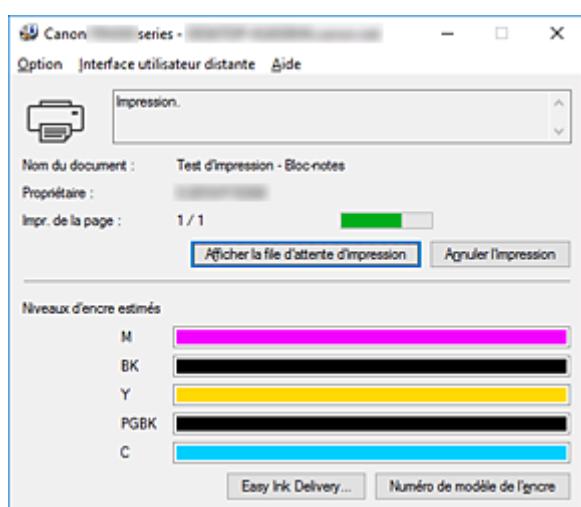 Canon series -
Option Interface utilisateur distante Aide
Impression.
Nom du document : Test d'impression - Bloc-notes
Propriétaire :
Impr. de la page : 1 / 1
Afficher la file d'attente d'impression Annuler l'impression
Niveaux d'encre estimés
M
BK
Y
PGBK
C
Easy Ink Delivery... Numéro de modèle de l'encre